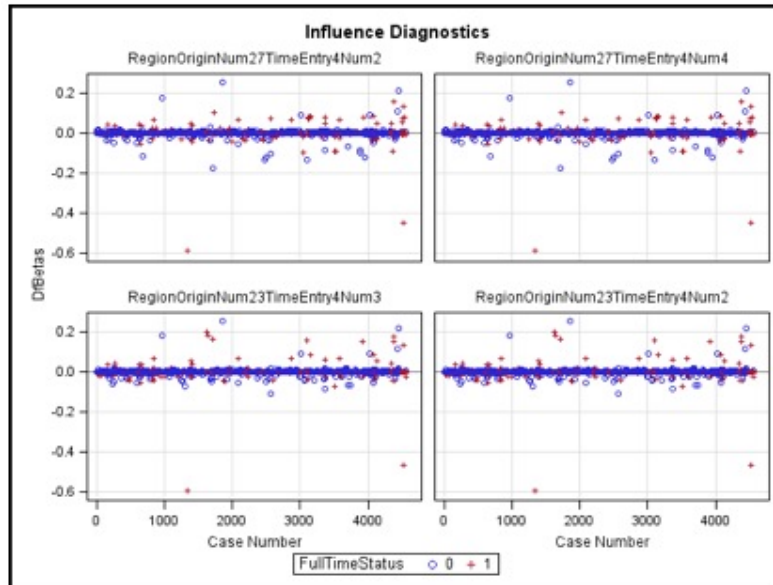 Influence Diagnostics
RegionOriginNum27TimeEntry4Num2 RegionOriginNum27TimeEntry4Num4
0.2
0.0
-0.2
-0.4
-0.6
DfBetas
RegionOriginNum23TimeEntry4Num3 RegionOriginNum23TimeEntry4Num2
0.2
0.0
-0.2
-0.4
-0.6
0 1000 2000 3000 4000 0 1000 2000 3000 4000
Case Number Case Number
FullTimeStatus 0 1